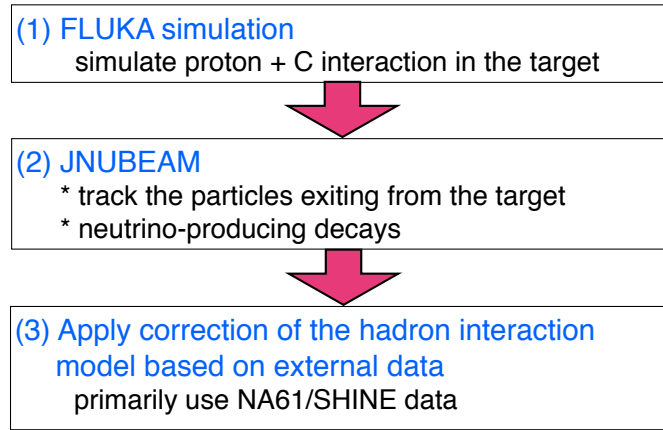 (1) FLUKA simulation
simulate proton + C interaction in the target
(2) JNUBEAM
* track the particles exiting from the target
* neutrino-producing decays
(3) Apply correction of the hadron interaction
model based on external data
primarily use NA61/SHINE data